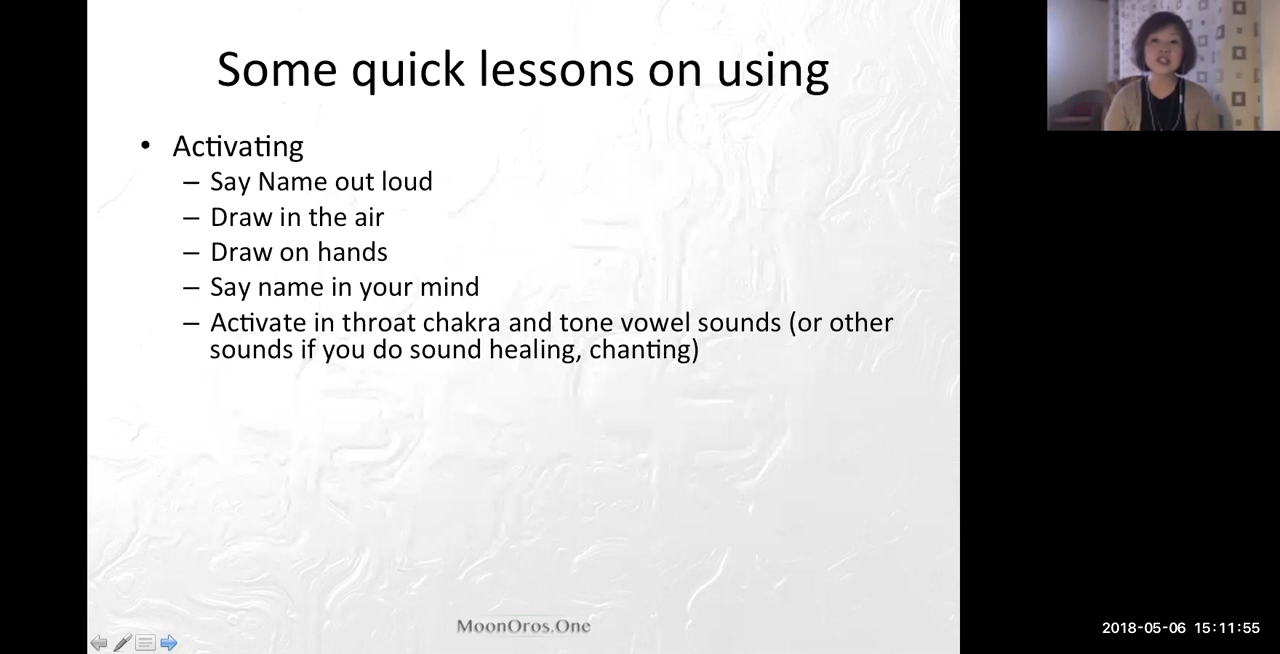 Some quick lessons on using
• Activating
– Say Name out loud
– Draw in the air
– Draw on hands
– Say name in your mind
– Activate in throat chakra and tone vowel sounds (or other
sounds if you do sound healing, chanting)
MoonOros.One
2018-05-06 15:11:55